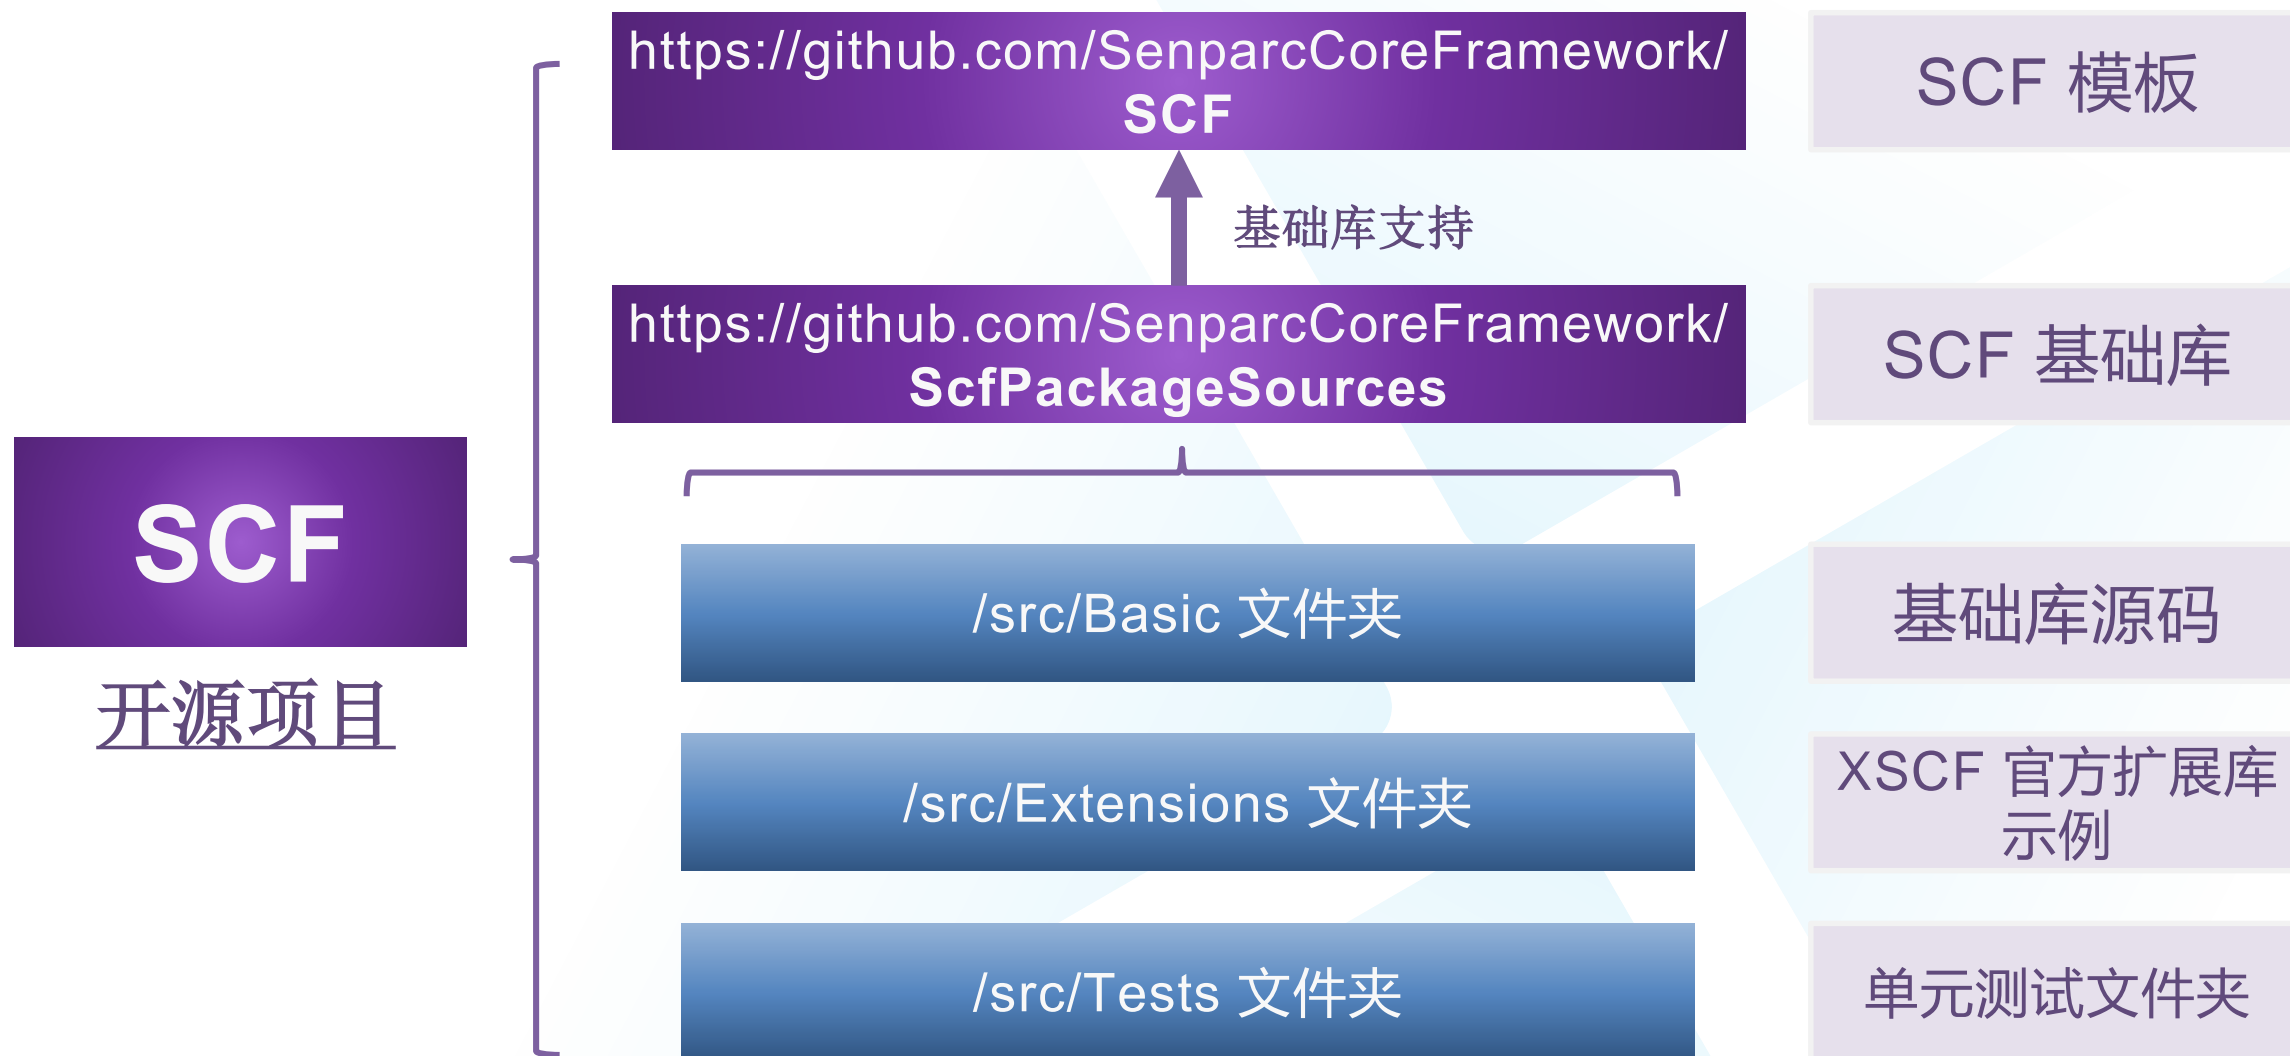 https://github.com/SenparcCoreFramework/
SCF
SCF 模板
基础库支持
https://github.com/SenparcCoreFramework/
ScfPackageSources
SCF 基础库
SCF
开源项目
/src/Basic 文件夹
基础库源码
/src/Extensions 文件夹
XSCF 官方扩展库
示例
/src/Tests 文件夹
单元测试文件夹